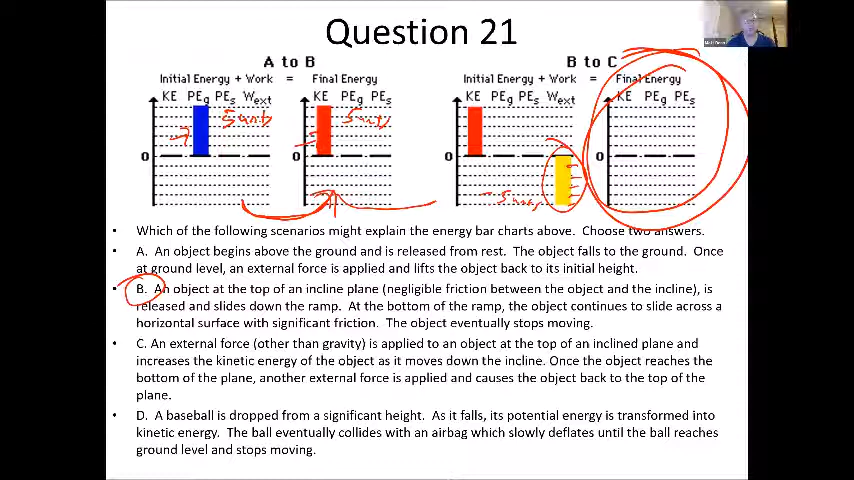 Question 21
A to B
B to C
Initial Energy + Work = Final Energy
Initial Energy + Work = Final Energy
KE PEg PEs Wext KE PEg PEs
KE PEg PEs Wext KE PEg PEs
5 units
5 units
0
0
0
0
5 units
• Which of the following scenarios might explain the energy bar charts above. Choose two answers.
• A. An object begins above the ground and is released from rest. The object falls to the ground. Once
at ground level, an external force is applied and lifts the object back to its initial height.
• B. An object at the top of an incline plane (negligible friction between the object and the incline), is
released and slides down the ramp. At the bottom of the ramp, the object continues to slide across a
horizontal surface with significant friction. The object eventually stops moving.
• C. An external force (other than gravity) is applied to an object at the top of an inclined plane and
increases the kinetic energy of the object as it moves down the incline. Once the object reaches the
bottom of the plane, another external force is applied and causes the object back to the top of the
plane.
• D. A baseball is dropped from a significant height. As it falls, its potential energy is transformed into
kinetic energy. The ball eventually collides with an airbag which slowly deflates until the ball reaches
ground level and stops moving.